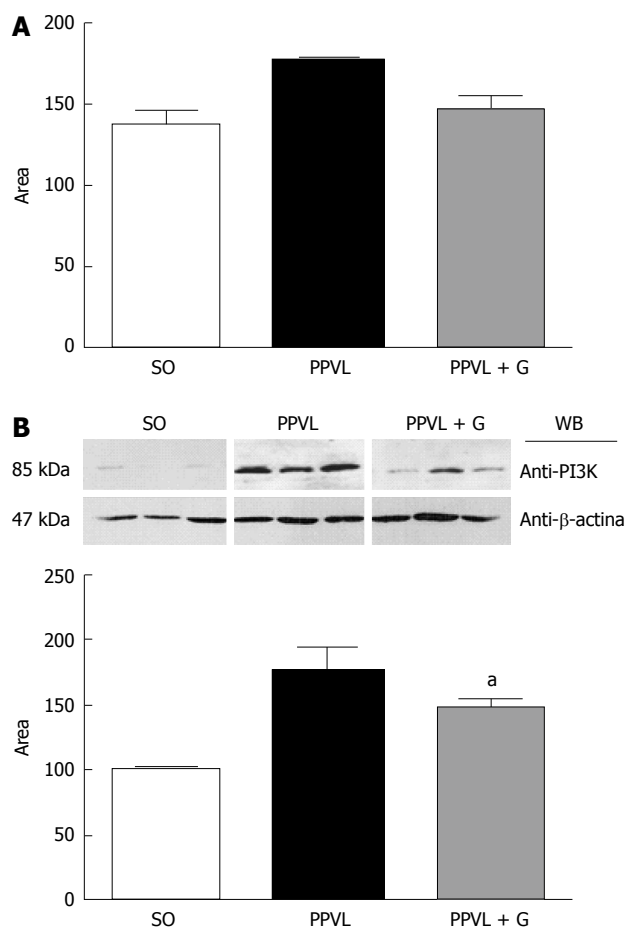 A
200
150
100
50
0
Area
SO PPVL PPVL + G
B
SO PPVL PPVL + G WB
85 kDa Anti-PI3K
47 kDa Anti-β-actina
250
200
150
100
50
0
Area
a
SO PPVL PPVL + G